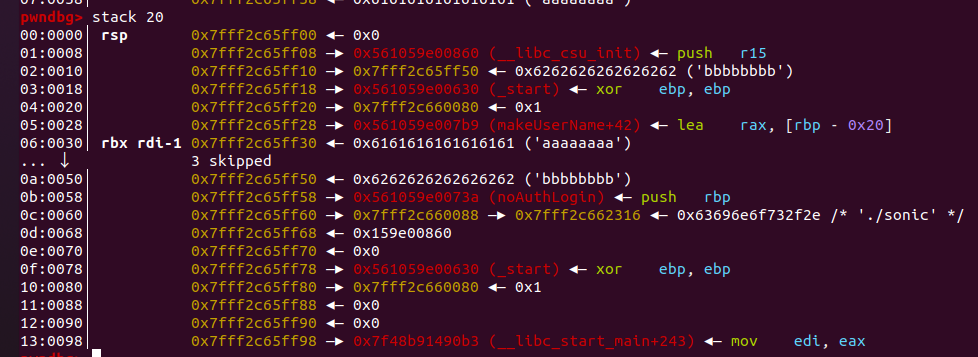 07:0038 0x6161616161616161 ('aaaaaaaa')
pwndbg> stack 20
00:0000│ rsp 0x7fff2c65ff00 ◂— 0x0
01:0008│ 0x7fff2c65ff08 —▸ 0x561059e00860 (__libc_csu_init) ◂— push r15
02:0010│ 0x7fff2c65ff10 —▸ 0x7fff2c65ff50 ◂— 0x6262626262626262 ('bbbbbbbb')
03:0018│ 0x7fff2c65ff18 —▸ 0x561059e00630 (_start) ◂— xor ebp, ebp
04:0020│ 0x7fff2c65ff20 —▸ 0x7fff2c660080 ◂— 0x1
05:0028│ 0x7fff2c65ff28 —▸ 0x561059e007b9 (makeUserName+42) ◂— lea rax, [rbp - 0x20]
06:0030│ rbx rdi-1 0x7fff2c65ff30 ◂— 0x6161616161616161 ('aaaaaaaa')
... ↓ 3 skipped
0a:0050│ 0x7fff2c65ff50 ◂— 0x6262626262626262 ('bbbbbbbb')
0b:0058│ 0x7fff2c65ff58 —▸ 0x561059e0073a (noAuthLogin) ◂— push rbp
0c:0060│ 0x7fff2c65ff60 —▸ 0x7fff2c660088 —▸ 0x7fff2c662316 ◂— 0x63696e6f732f2e /* './sonic' */
0d:0068│ 0x7fff2c65ff68 ◂— 0x159e00860
0e:0070│ 0x7fff2c65ff70 ◂— 0x0
0f:0078│ 0x7fff2c65ff78 —▸ 0x561059e00630 (_start) ◂— xor ebp, ebp
10:0080│ 0x7fff2c65ff80 —▸ 0x7fff2c660080 ◂— 0x1
11:0088│ 0x7fff2c65ff88 ◂— 0x0
12:0090│ 0x7fff2c65ff90 ◂— 0x0
13:0098│ 0x7fff2c65ff98 —▸ 0x7f48b91490b3 (__libc_start_main+243) ◂— mov edi, eax